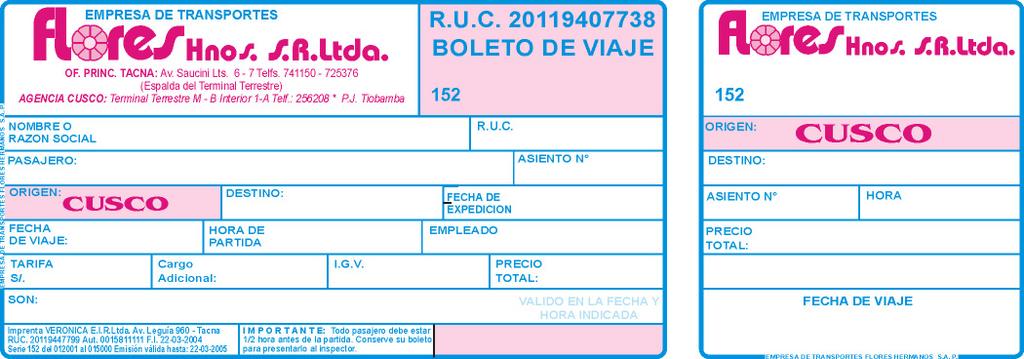 EMPRESA DE TRANSPORTES
Flores Hnos. S.R.Ltda.
OF. PRINC. TACNA: Av. Saucini Lts. 6 - 7 Telfs. 741150 - 725376
(Espalda del Terminal Terrestre)
AGENCIA CUSCO: Terminal Terrestre M - B Interior 1-A Telf.: 256208 * P.J. Tiobamba
R.U.C. 20119407738
BOLETO DE VIAJE
152
NOMBRE O
RAZON SOCIAL
R.U.C.
PASAJERO:
ASIENTO N°
ORIGEN:
CUSCO
DESTINO:
FECHA DE
EXPEDICION
FECHA
DE VIAJE:
HORA DE
PARTIDA
EMPLEADO
TARIFA
S/.
Cargo
Adicional:
I.G.V.
PRECIO
TOTAL:
SON:
VALIDO EN LA FECHA Y
HORA INDICADA
Imprenta VERONICA E.I.R.Ltda. Av. Leguía 960 - Tacna
RUC. 20119447799 Aut. 0015811111 F.I. 22-03-2004
Serie 152 del 012001 al 015000 Emisión válida hasta: 22-03-2005
IMPORTANTE: Todo pasajero debe estar
1/2 hora antes de la partida. Conserve su boleto
para presentarlo al inspector.
EMPRESA DE TRANSPORTES FLORES HERMANOS S.A.P.
EMPRESA DE TRANSPORTES
Flores Hnos. S.R.Ltda.
152
ORIGEN:
CUSCO
DESTINO:
ASIENTO N°
HORA
PRECIO
TOTAL:
FECHA DE VIAJE
EMPRESA DE TRANSPORTES FLORES HERMANOS S.A.P.